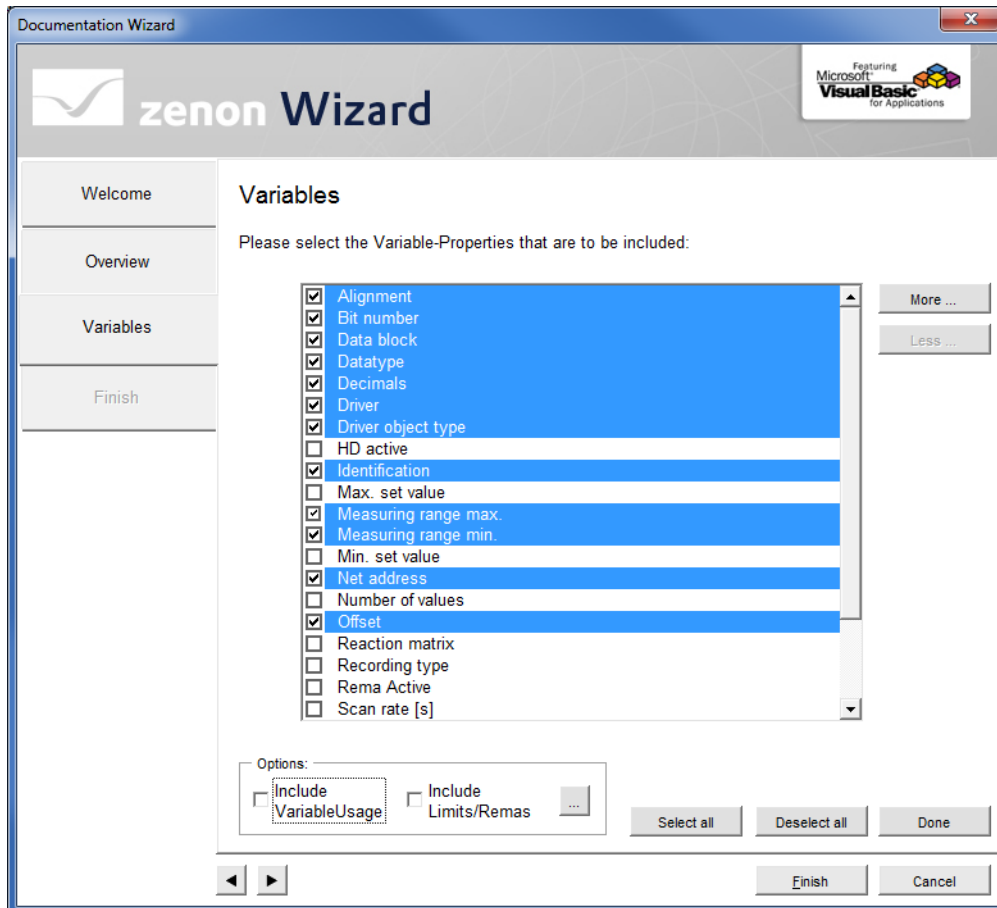 Documentation Wizard
zenon Wizard
Featuring
Microsoft®
Visual Basic
for Applications
Welcome
Overview
Variables
Finish
Variables
Please select the Variable-Properties that are to be included:
Alignment
Bit number
Data block
Datatype
Decimals
Driver
Driver object type
HD active
Identification
Max. set value
Measuring range max.
Measuring range min.
Min. set value
Net address
Number of values
Offset
Reaction matrix
Recording type
Rema Active
Scan rate [s]
More ...
Less ...
Options:
Include
VariableUsage
Include
Limits/Remas
...
Select all
Deselect all
Done
Finish
Cancel